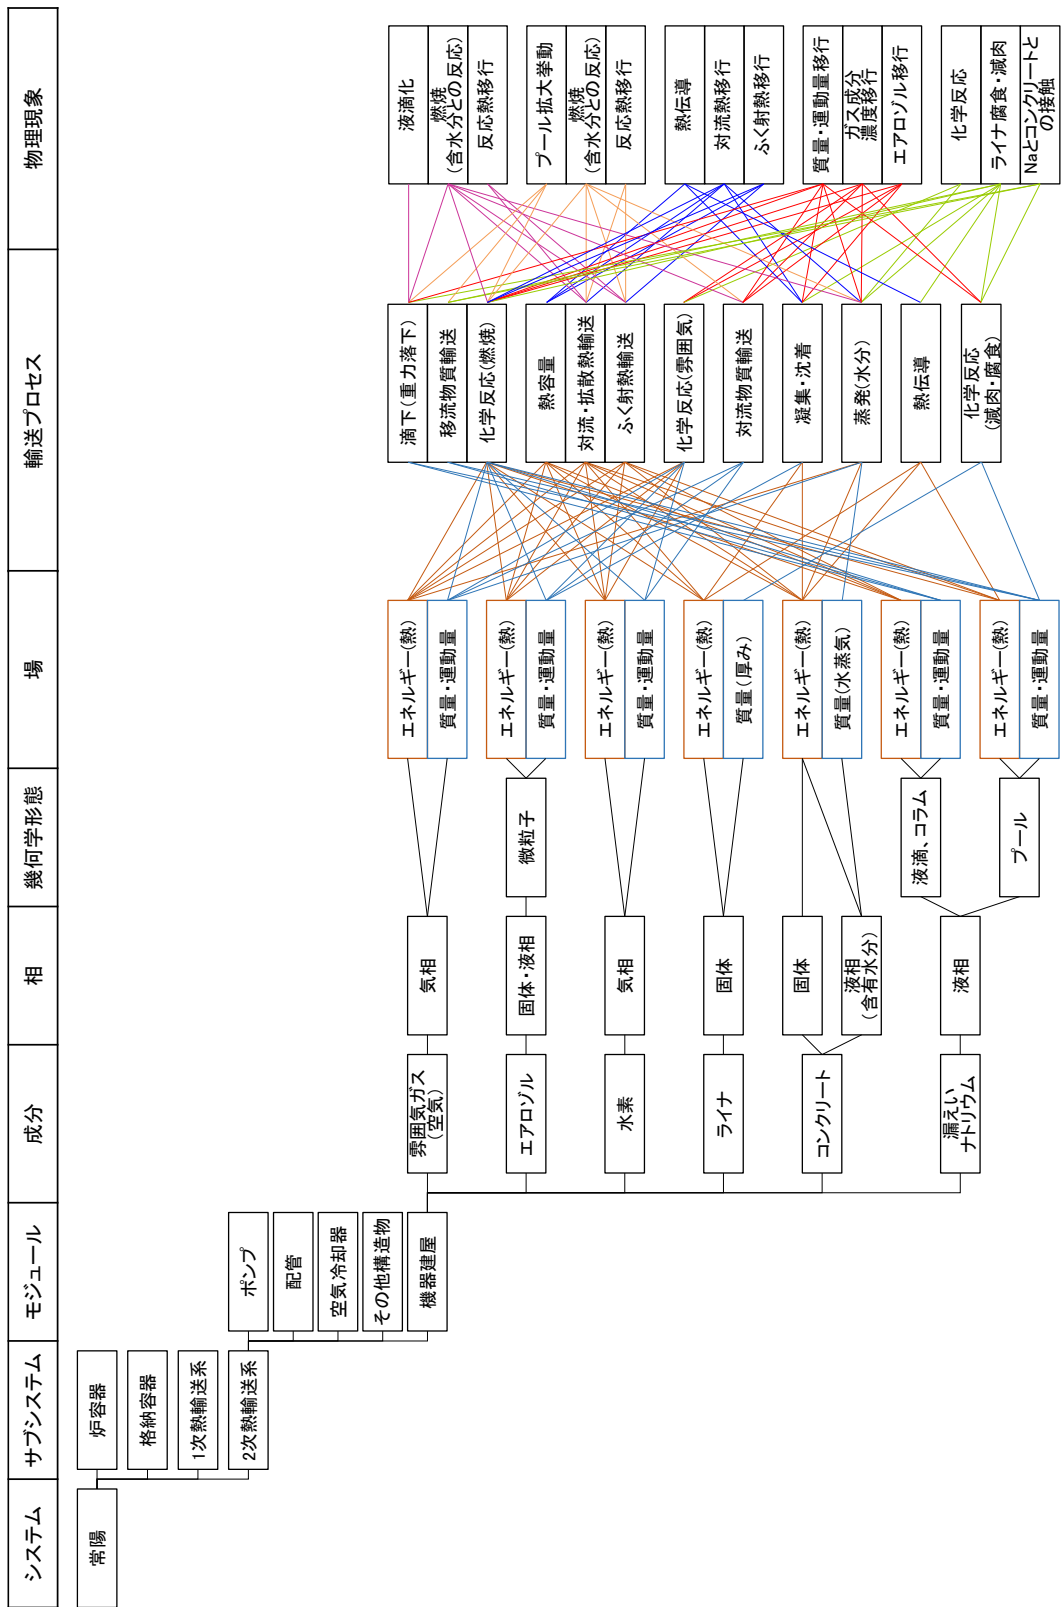 システム
サブシステム
モジュール
成分
相
幾何学形態
場
輸送プロセス
物理現象
常陽
炉容器
格納容器
1次熱輸送系
2次熱輸送系
ポンプ
配管
空気冷却器
その他構造物
機器建屋
雰囲気ガス
(空気)
エアロゾル
水素
ライナ
コンクリート
漏えい
ナトリウム
気相
固体・液相
気相
固体
固体
液相
(含有水分)
液相
微粒子
液滴、コラム
プール
エネルギー(熱)
質量・運動量
エネルギー(熱)
質量・運動量
エネルギー(熱)
質量・運動量
エネルギー(熱)
質量(厚み)
エネルギー(熱)
質量(水蒸気)
エネルギー(熱)
質量・運動量
エネルギー(熱)
質量・運動量
滴下(重力落下)
移流物質輸送
化学反応(燃焼)
熱容量
対流・拡散熱輸送
ふく射熱輸送
化学反応(雰囲気)
対流物質輸送
凝集・沈着
蒸発(水分)
熱伝導
化学反応
(減肉・腐食)
液滴化
燃焼
(含水分との反応)
反応熱移行
プール拡大挙動
燃焼
(含水分との反応)
反応熱移行
熱伝導
対流熱移行
ふく射熱移行
質量・運動量移行
ガス成分
濃度移行
エアロゾル移行
化学反応
ライナ腐食・減肉
Naとコンクリートと
の接触